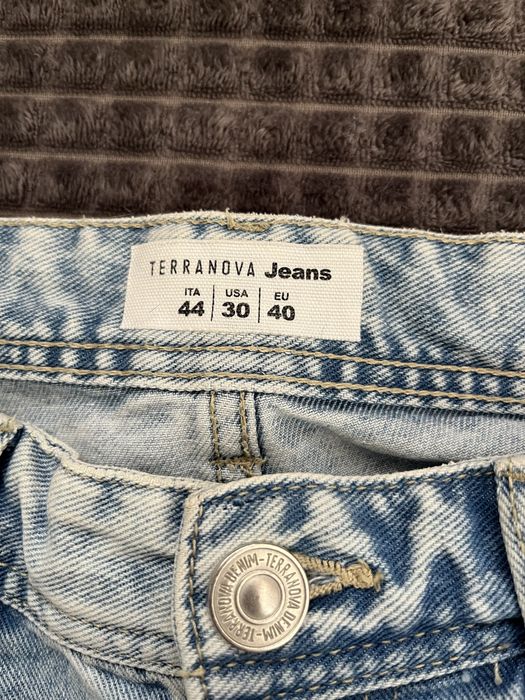 TERRANOVA Jeans
ITA USA EU
44 30 40
DENIM-TERRANOVA DENIM-TERRANOVA